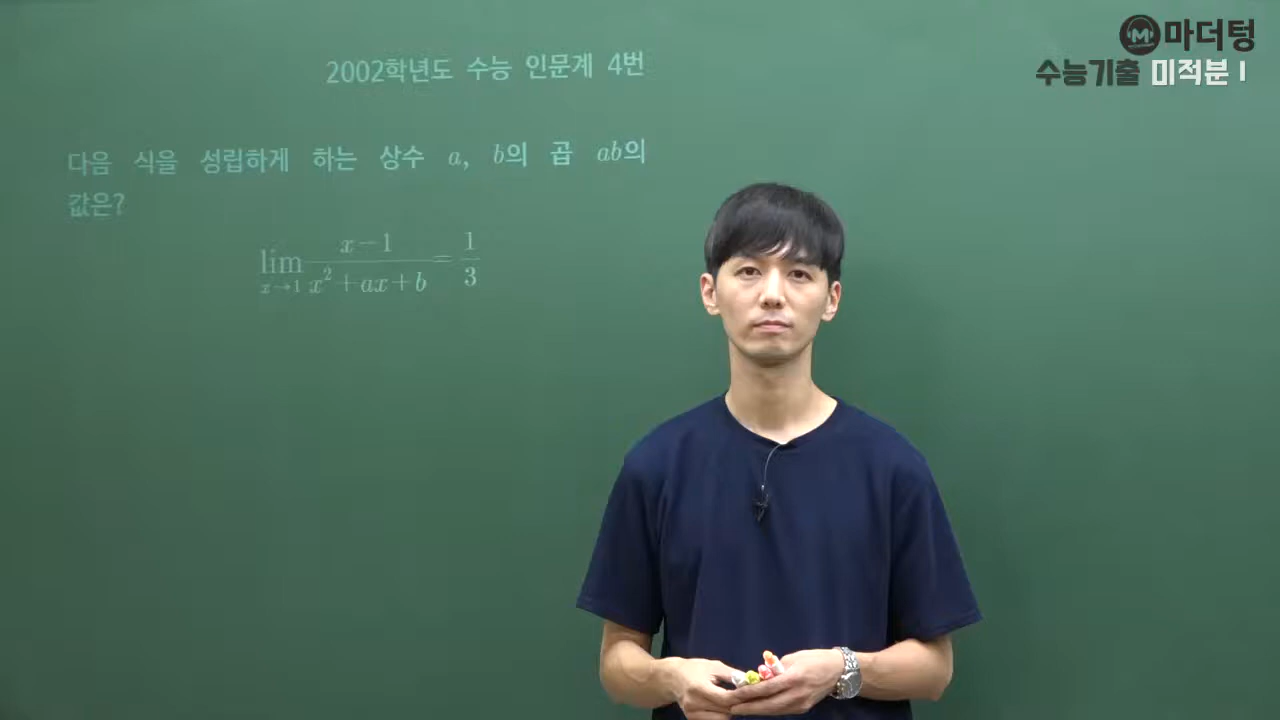 마더텅
수능기출 미적분 I
2002학년도 수능 인문계 4번
다음 식을 성립하게 하는 상수 a, b의 곱 ab의
값은?
lim x→1 (x-1)/(x²+ax+b) = 1/3